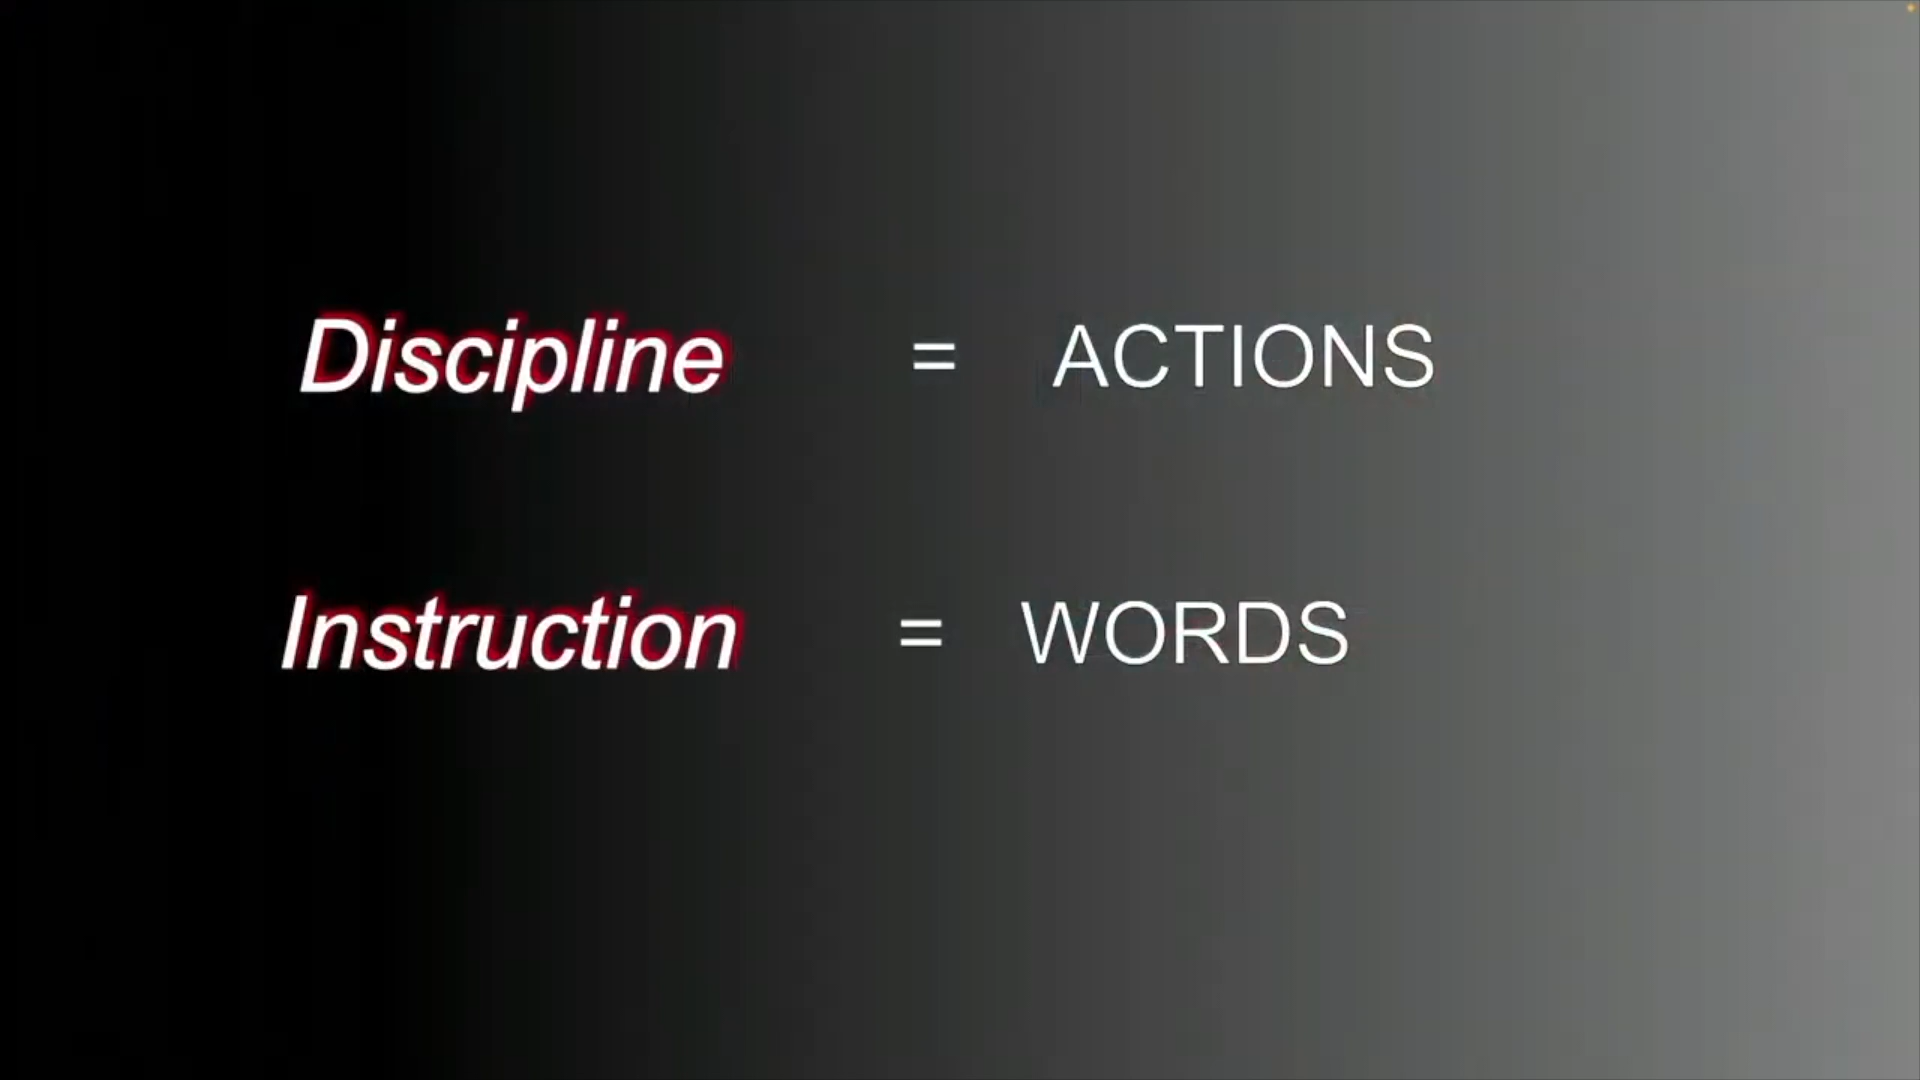 Discipline = ACTIONS
Instruction = WORDS